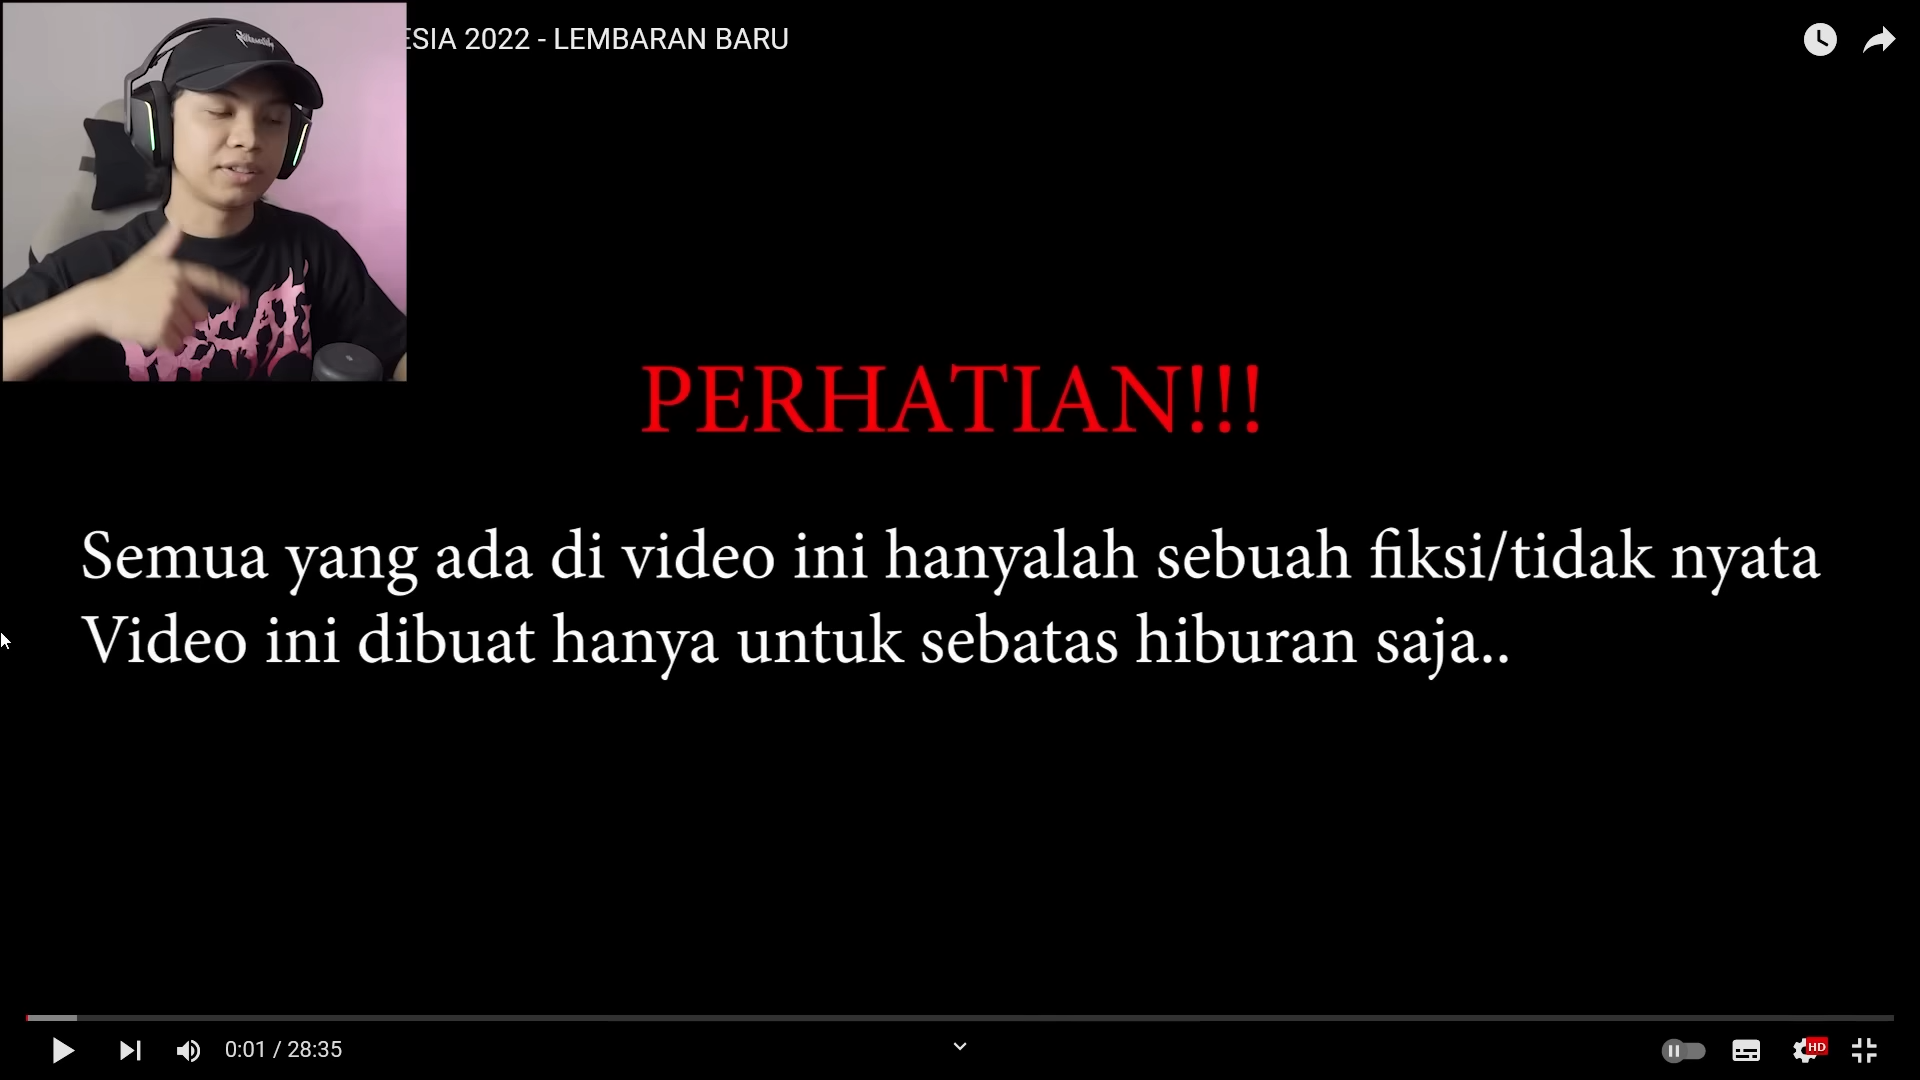 ESIA 2022 - LEMBARAN BARU
PERHATIAN!!!
Semua yang ada di video ini hanyalah sebuah fiksi/tidak nyata
Video ini dibuat hanya untuk sebatas hiburan saja..
0:01 / 28:35
HD